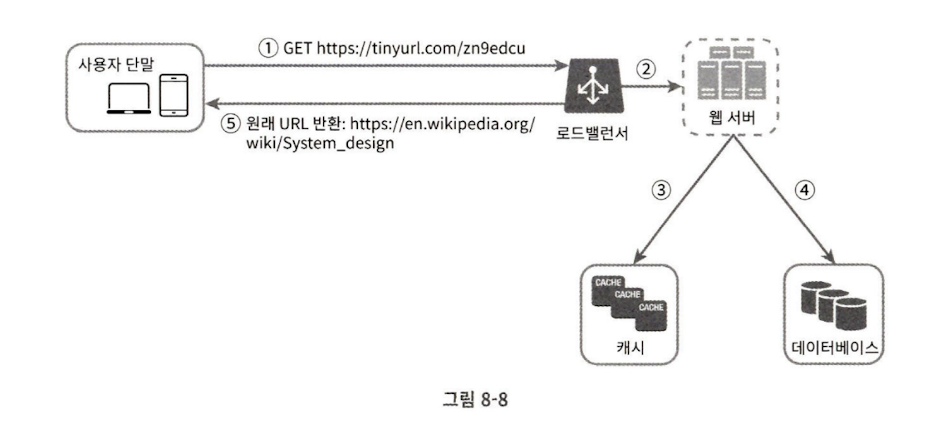 ① GET https://tinyurl.com/zn9edcu
사용자 단말
②
⑤ 원래 URL 반환: https://en.wikipedia.org/
wiki/System_design
로드밸런서
웹 서버
③
④
CACHE
CACHE
CACHE
캐시
데이터베이스
그림 8-8